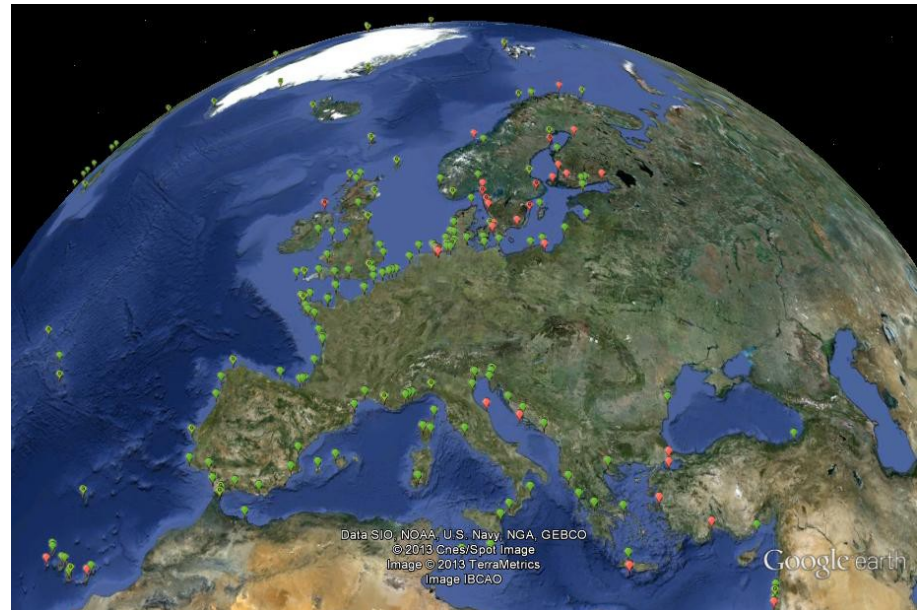 Data SIO, NOAA, U.S. Navy, NGA, GEBCO
© 2013 Cnes/Spot Image
Image © 2013 TerraMetrics
Image IBCAO
Google earth